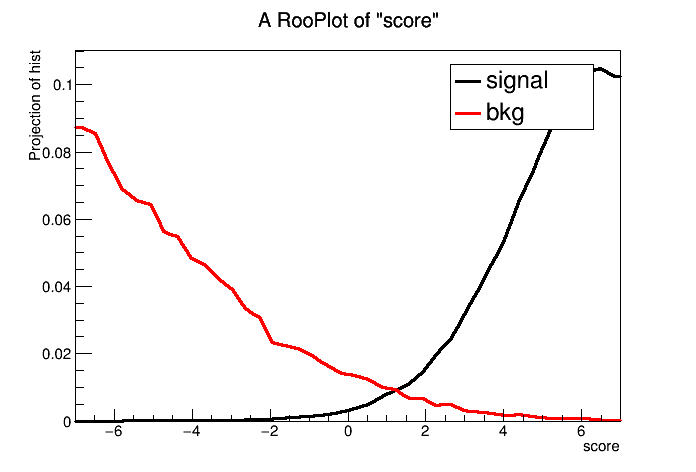 A RooPlot of "score"
Projection of hist
signal
bkg
0.1
0.08
0.06
0.04
0.02
0
−6
−4
−2
0
2
4
6
score